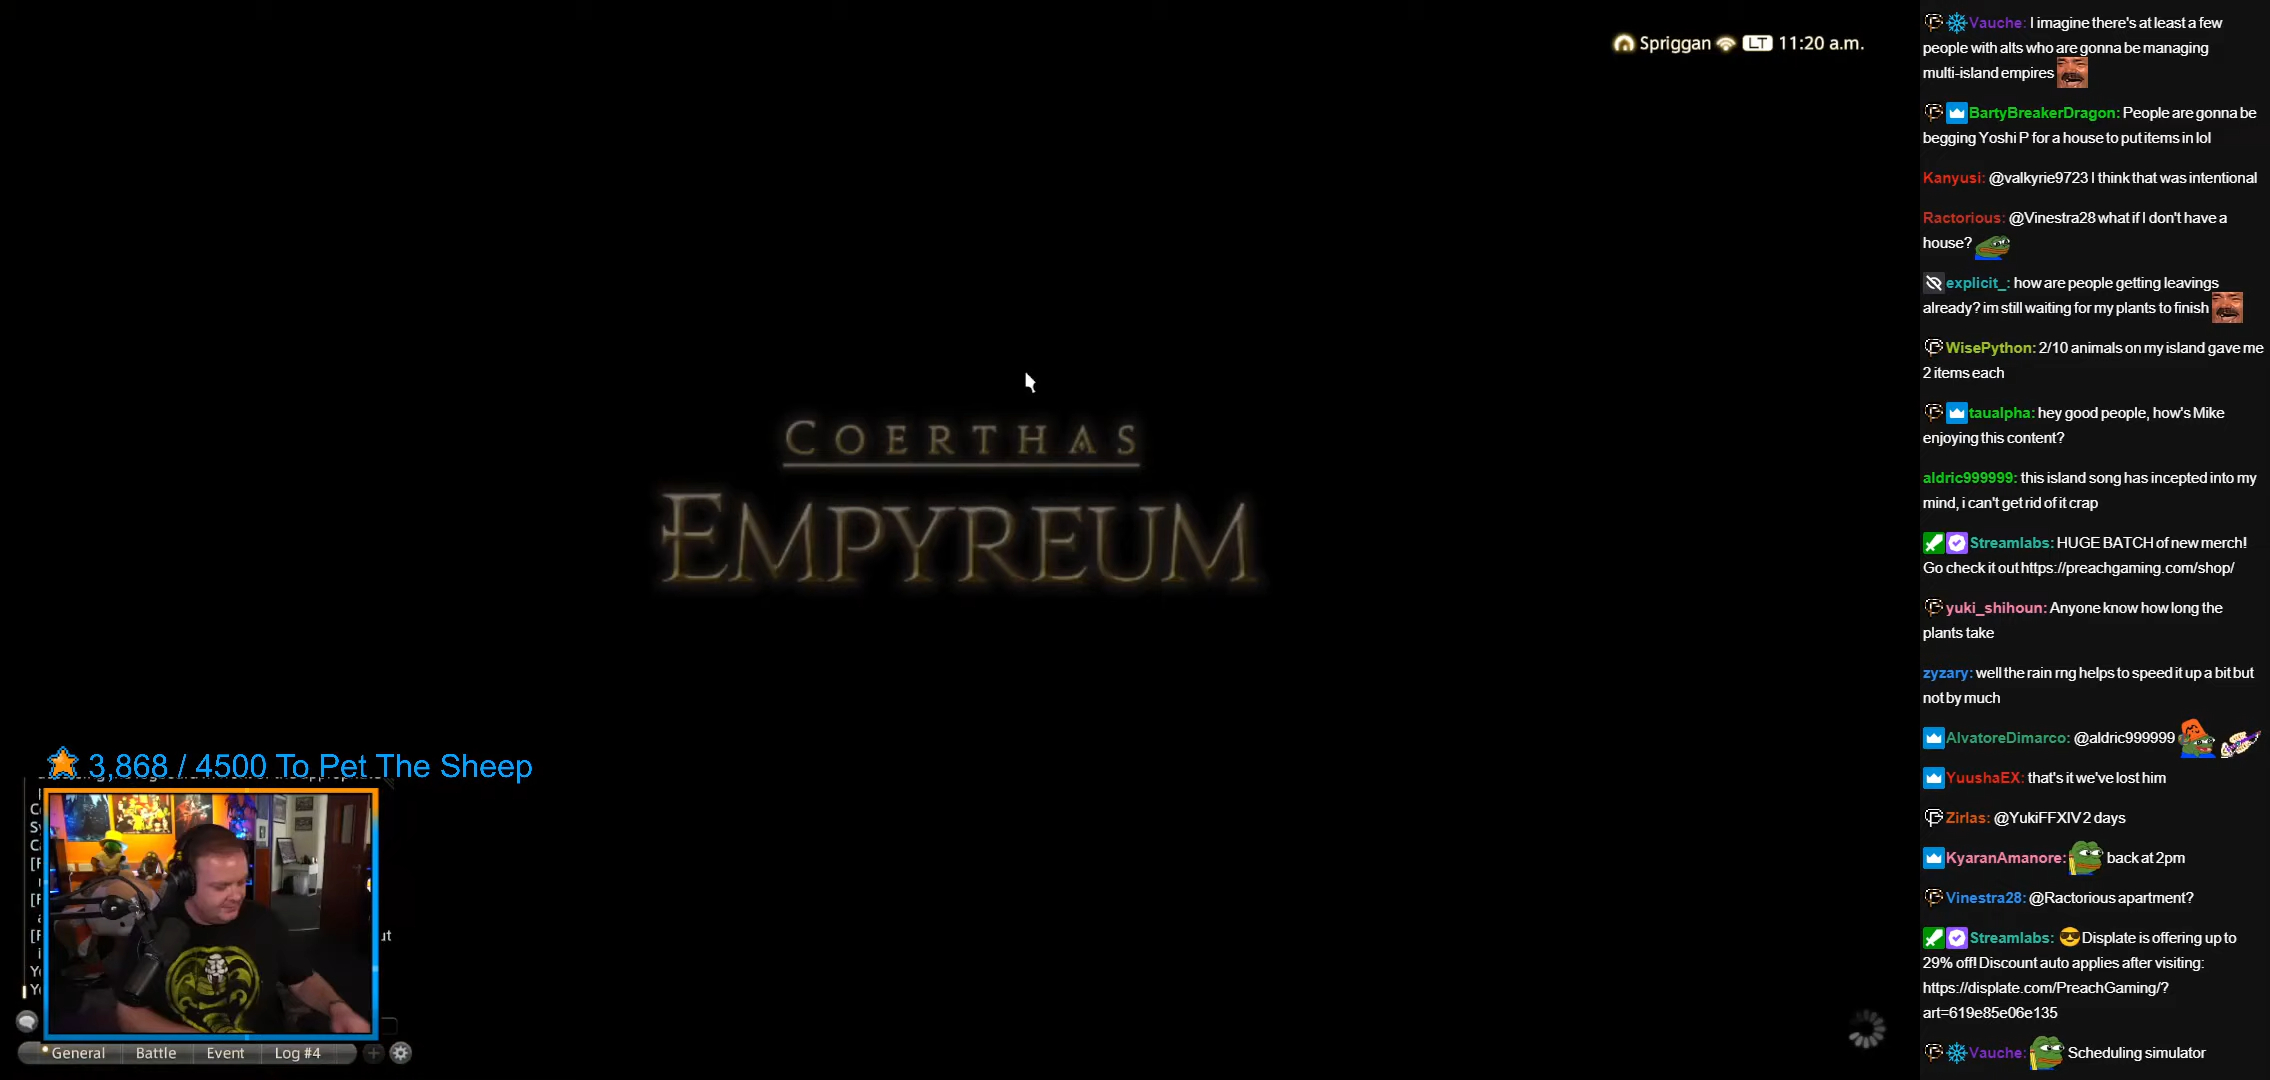 Spriggan LT 11:20 a.m.
COERTHAS
EMPYREUM
3,868 / 4500 To Pet The Sheep
General Battle Event Log #4
Vauche: I imagine there's at least a few
people with alts who are gonna be managing
multi-island empires
BartyBreakerDragon: People are gonna be
begging Yoshi P for a house to put items in lol
Kanyusi: @valkyrie9723 I think that was intentional
Ractorious: @Vinestra28 what if I don't have a
house?
explicit_: how are people getting leavings
already? im still waiting for my plants to finish
WisePython: 2/10 animals on my island gave me
2 items each
taualpha: hey good people, how's Mike
enjoying this content?
aldric999999: this island song has incepted into my
mind, i can't get rid of it crap
Streamlabs: HUGE BATCH of new merch!
Go check it out https://preachgaming.com/shop/
yuki_shihoun: Anyone know how long the
plants take
zyzary: well the rain rng helps to speed it up a bit but
not by much
AlvatoreDimarco: @aldric999999
YuushaEX: that's it we've lost him
Zirlas: @YukiFFXIV 2 days
KyaranAmanore: back at 2pm
Vinestra28: @Ractorious apartment?
Streamlabs: 😎Displate is offering up to
29% off! Discount auto applies after visiting:
https://displate.com/PreachGaming/?
art=619e85e06e135
Vauche: Scheduling simulator